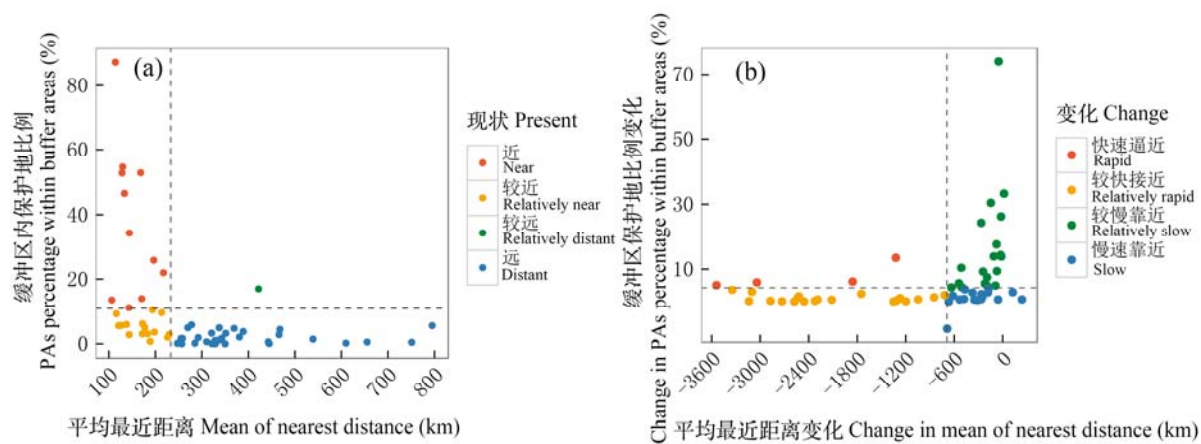 缓冲区内保护地比例
PAs percentage within buffer areas (%)
80
60
40
20
0
(a)
100
200
300
400
500
600
700
800
平均最近距离 Mean of nearest distance (km)
现状 Present
近
Near
较近
Relatively near
较远
Relatively distant
远
Distant
缓冲区保护地比例变化
Change in PAs percentage within buffer areas (%)
70
50
30
10
(b)
−3600
−3000
−2400
−1800
−1200
−600
0
平均最近距离变化 Change in mean of nearest distance (km)
变化 Change
快速逼近
Rapid
较快接近
Relatively rapid
较慢靠近
Relatively slow
慢速靠近
Slow